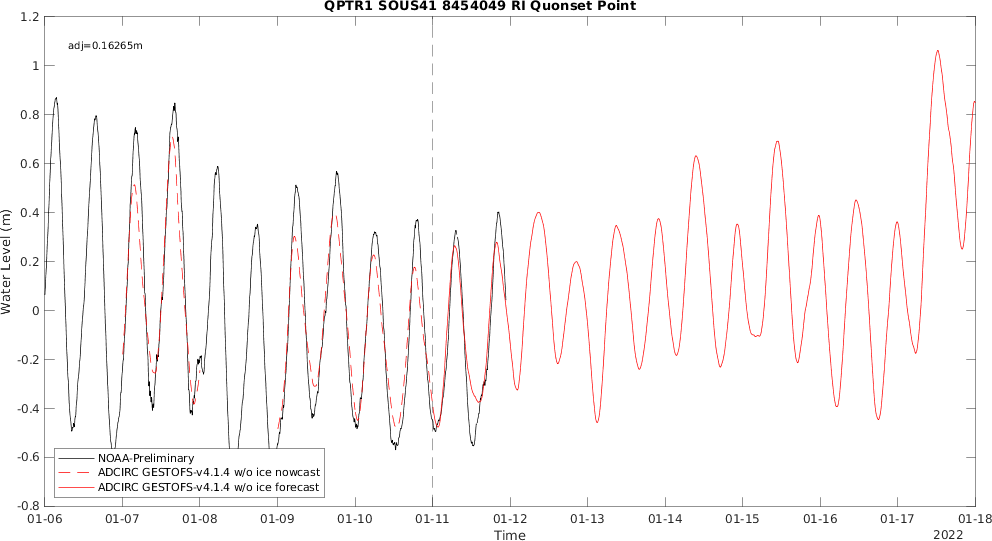 QPTR1 SOUS41 8454049 RI Quonset Point
adj=0.16265m
1.2
1
0.8
0.6
0.4
0.2
0
-0.2
-0.4
-0.6
-0.8
Water Level (m)
NOAA-Preliminary
ADCIRC GESTOFS-v4.1.4 w/o ice nowcast
ADCIRC GESTOFS-v4.1.4 w/o ice forecast
01-06 01-07 01-08 01-09 01-10 01-11 01-12 01-13 01-14 01-15 01-16 01-17 01-18
Time
2022